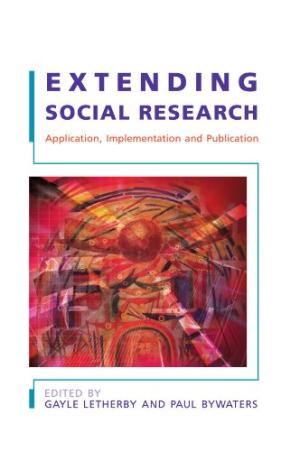 EXTENDING
SOCIAL RESEARCH
Application, Implementation and Publication
EDITED BY
GAYLE LETHERBY AND PAUL BYWATERS